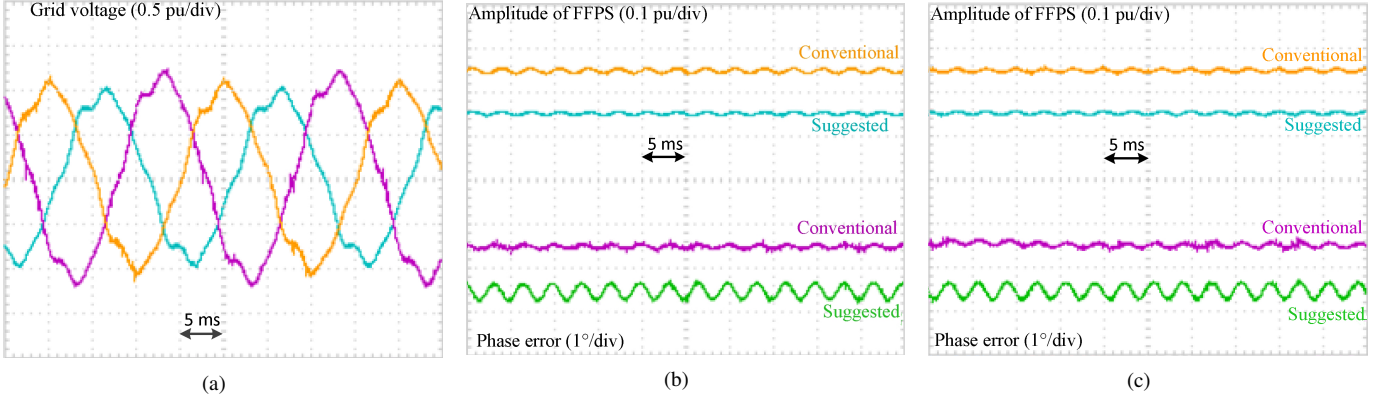 Grid voltage (0.5 pu/div)
5 ms
(a)
Amplitude of FFPS (0.1 pu/div)
Conventional
Suggested
5 ms
Conventional
Suggested
Phase error (1°/div)
(b)
Amplitude of FFPS (0.1 pu/div)
Conventional
Suggested
5 ms
Conventional
Suggested
Phase error (1°/div)
(c)